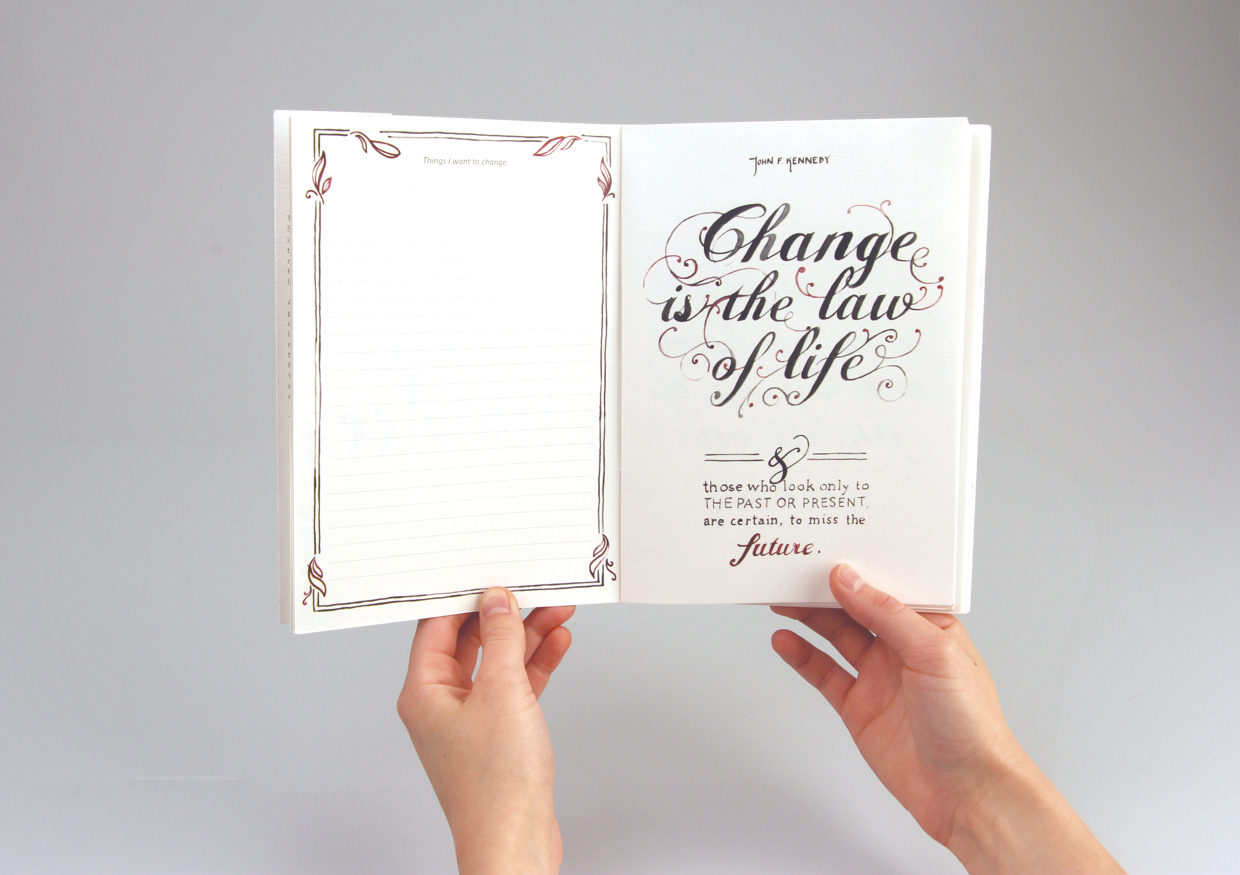 Things I want to change:
JOHN F. KENNEDY
Change
is the law
of life
&
those who look only to
THE PAST OR PRESENT,
are certain, to miss the
future.